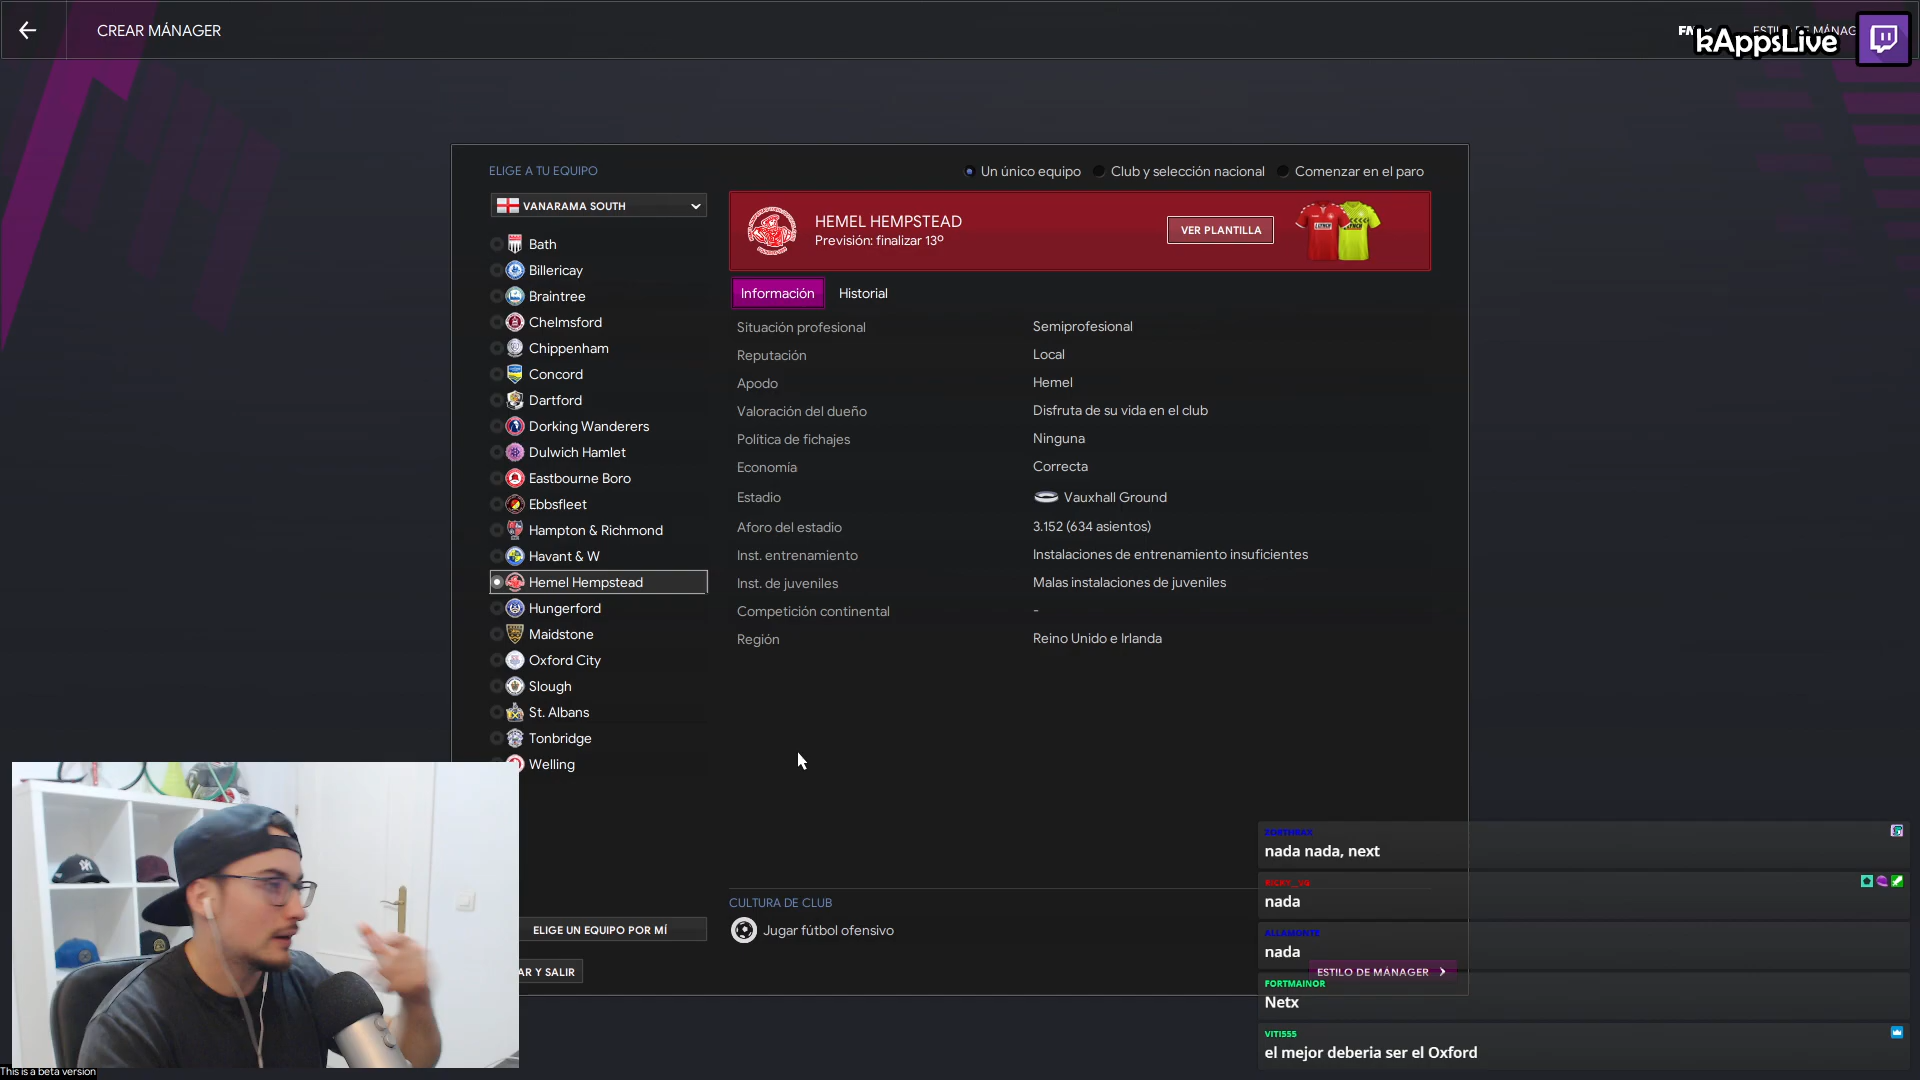 CREAR MÁNAGER
kAppsLive
ELIGE A TU EQUIPO
Un único equipo
Club y selección nacional
Comenzar en el paro
VANARAMA SOUTH
HEMEL HEMPSTEAD
Previsión: finalizar 13º
VER PLANTILLA
Información
Historial
Bath
Billericay
Braintree
Chelmsford
Chippenham
Concord
Dartford
Dorking Wanderers
Dulwich Hamlet
Eastbourne Boro
Ebbsfleet
Hampton & Richmond
Havant & W
Hemel Hempstead
Hungerford
Maidstone
Oxford City
Slough
St. Albans
Tonbridge
Welling
Situación profesional Semiprofesional
Reputación Local
Apodo Hemel
Valoración del dueño Disfruta de su vida en el club
Política de fichajes Ninguna
Economía Correcta
Estadio Vauxhall Ground
Aforo del estadio 3.152 (634 asientos)
Inst. entrenamiento Instalaciones de entrenamiento insuficientes
Inst. de juveniles Malas instalaciones de juveniles
Competición continental -
Región Reino Unido e Irlanda
CULTURA DE CLUB
Jugar fútbol ofensivo
ELIGE UN EQUIPO POR MÍ
AR Y SALIR
ESTILO DE MÁNAGER
nada nada, next
nada
ALLAMONTE
nada
FORTMAINOR
Netx
VITI555
el mejor deberia ser el Oxford
This is a beta version